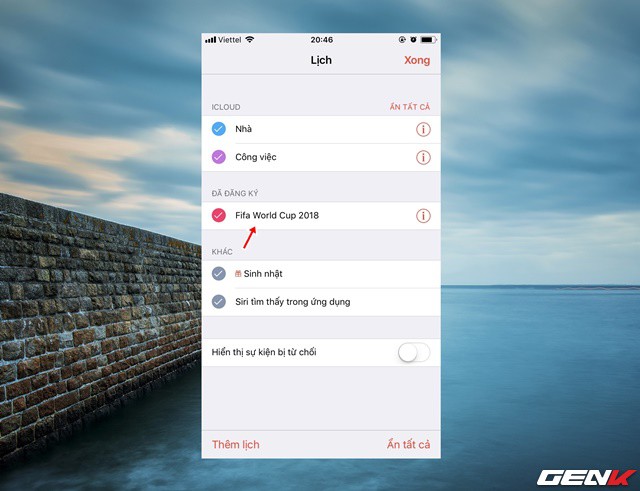 Viettel 20:46
Lịch Xong
ICLOUD ẨN TẤT CẢ
Nhà
Công việc
ĐÃ ĐĂNG KÝ
Fifa World Cup 2018
KHÁC
Sinh nhật
Siri tìm thấy trong ứng dụng
Hiển thị sự kiện bị từ chối
Thêm lịch Ẩn tất cả
GENK